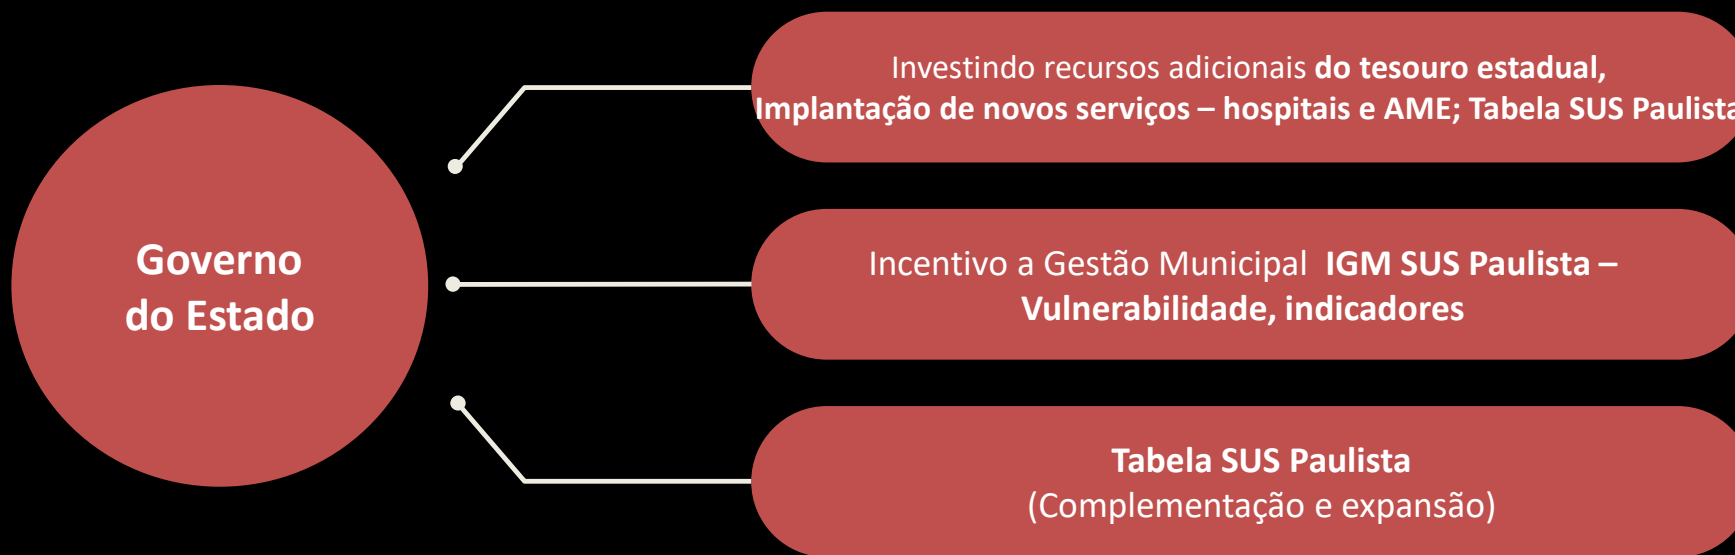 Governo
do Estado
Investindo recursos adicionais do tesouro estadual,
Implantação de novos serviços – hospitais e AME; Tabela SUS Paulista
Incentivo a Gestão Municipal IGM SUS Paulista –
Vulnerabilidade, indicadores
Tabela SUS Paulista
(Complementação e expansão)